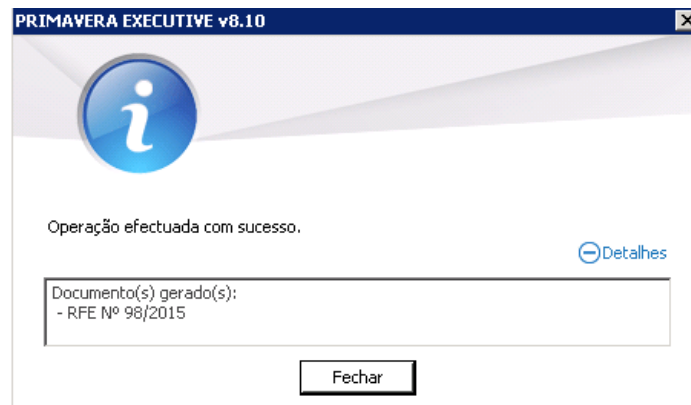 PRIMAVERA EXECUTIVE v8.10
Operação efectuada com sucesso.
Detalhes
Documento(s) gerado(s):
- RFE Nº 98/2015
Fechar